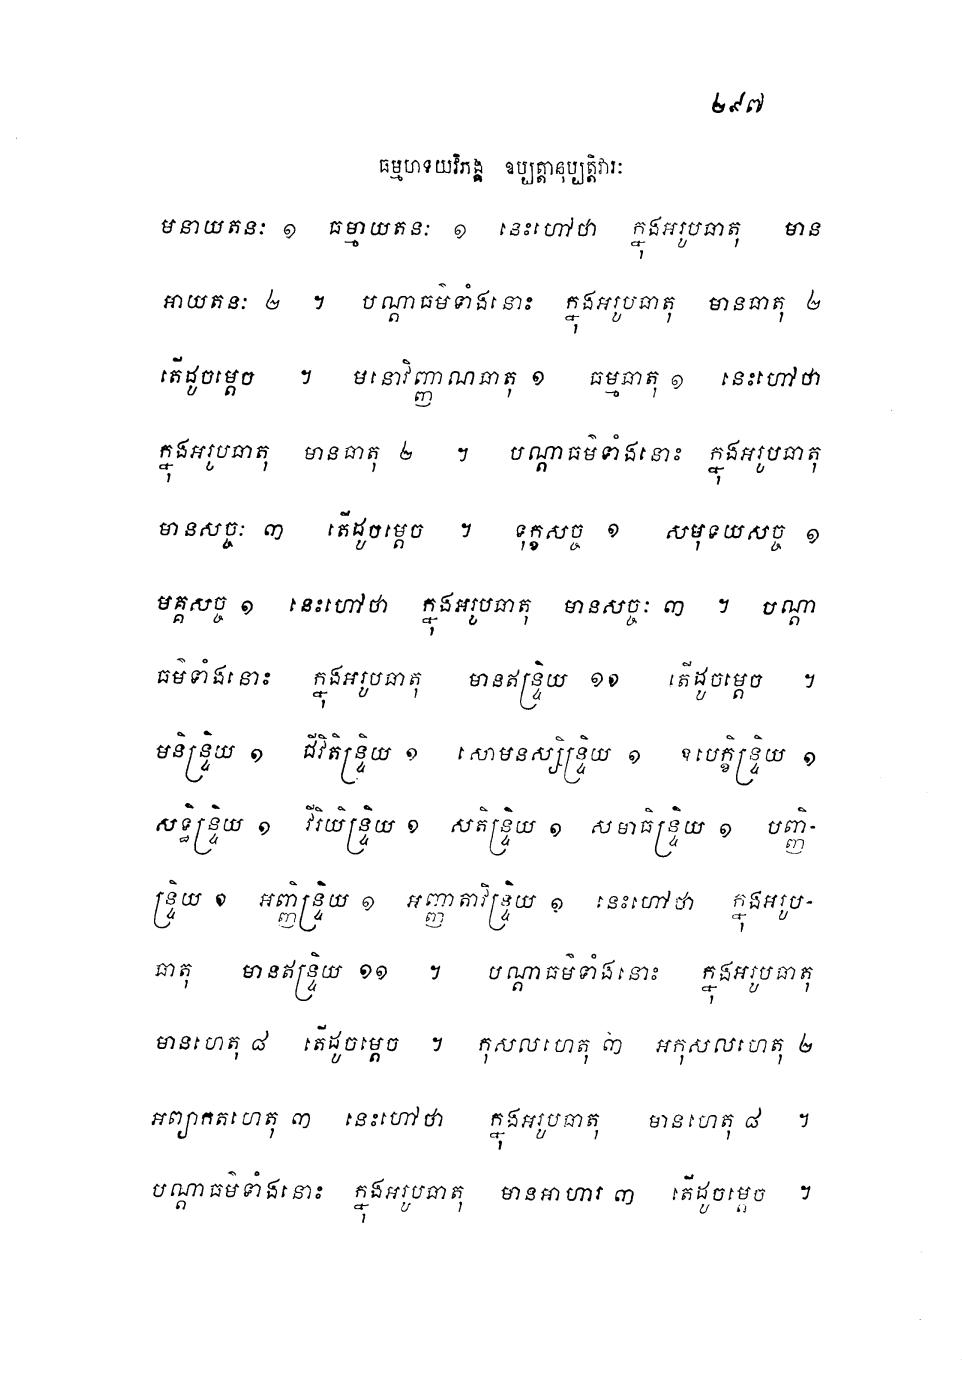 ២៩៧
ធម្មហទយវិភង្គ ឧប្បត្តានុប្បត្តិវារៈ
មនាយតនៈ ១ ធម្មាយតនៈ ១ នេះហៅថា ក្នុងអរូបធាតុ មាន
អាយតនៈ ២ ។ បណ្តាធម៌ទាំងនោះ ក្នុងអរូបធាតុ មានធាតុ ២
តើដូចម្តេច ។ មនោវិញ្ញាណធាតុ ១ ធម្មធាតុ ១ នេះហៅថា
ក្នុងអរូបធាតុ មានធាតុ ២ ។ បណ្តាធម៌ទាំងនោះ ក្នុងអរូបធាតុ
មានសច្ចៈ ៣ តើដូចម្តេច ។ ទុក្ខសច្ច ១ សមុទយសច្ច ១
មគ្គសច្ច ១ នេះហៅថា ក្នុងអរូបធាតុ មានសច្ចៈ ៣ ។ បណ្តា
ធម៌ទាំងនោះ ក្នុងអរូបធាតុ មានឥន្ទ្រិយ ១១ តើដូចម្តេច ។
មនិន្ទ្រិយ ១ ជីវិតិន្ទ្រិយ ១ សោមនស្សិន្ទ្រិយ ១ ឧបេក្ខិន្ទ្រិយ ១
សទ្ធិន្ទ្រិយ ១ វីរិយិន្ទ្រិយ ១ សតិន្ទ្រិយ ១ សមាធិន្ទ្រិយ ១ បញ្ញិ-
ន្ទ្រិយ ១ អញ្ញិន្ទ្រិយ ១ អញ្ញាតាវិន្ទ្រិយ ១ នេះហៅថា ក្នុងអរូប-
ធាតុ មានឥន្ទ្រិយ ១១ ។ បណ្តាធម៌ទាំងនោះ ក្នុងអរូបធាតុ
មានហេតុ ៨ តើដូចម្តេច ។ កុសលហេតុ ៣ អកុសលហេតុ ២
អព្យាកតហេតុ ៣ នេះហៅថា ក្នុងអរូបធាតុ មានហេតុ ៨ ។
បណ្តាធម៌ទាំងនោះ ក្នុងអរូបធាតុ មានអាហារ ៣ តើដូចម្តេច ។